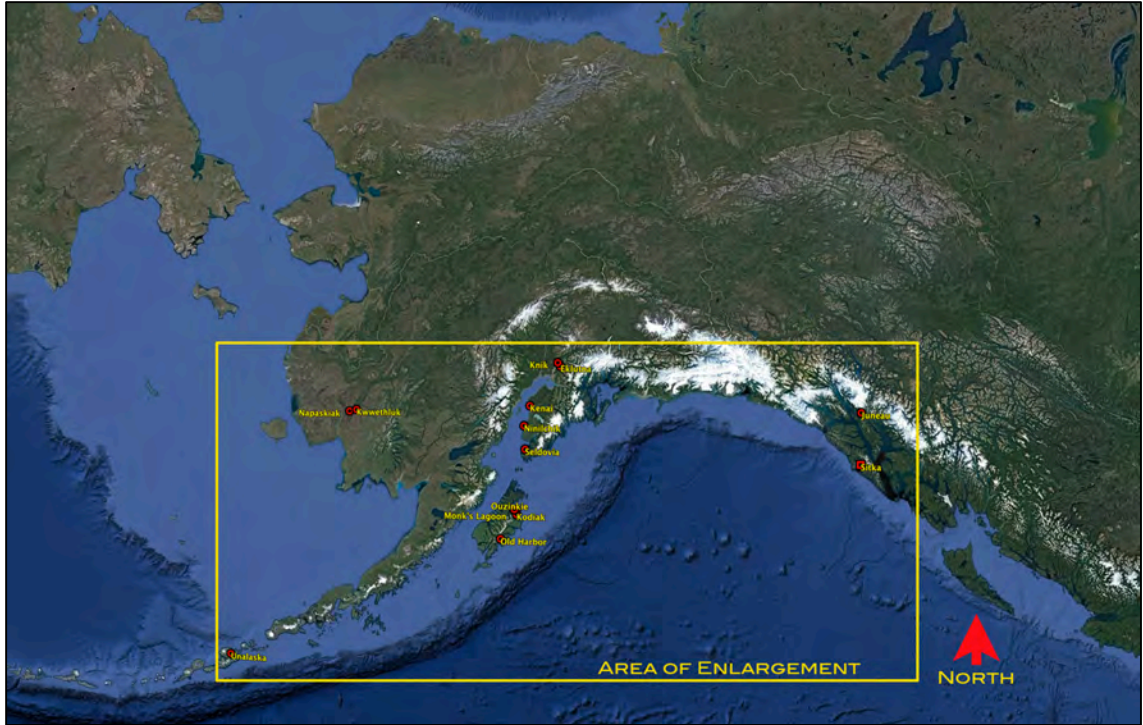 Knik
Eklutna
Napaskiak
Kwwethluk
Kenai
Juneau
Ninilchik
Seldovia
Sitka
Ouzinkie
Monk's Lagoon
Kodiak
Old Harbor
Unalaska
AREA OF ENLARGEMENT
NORTH